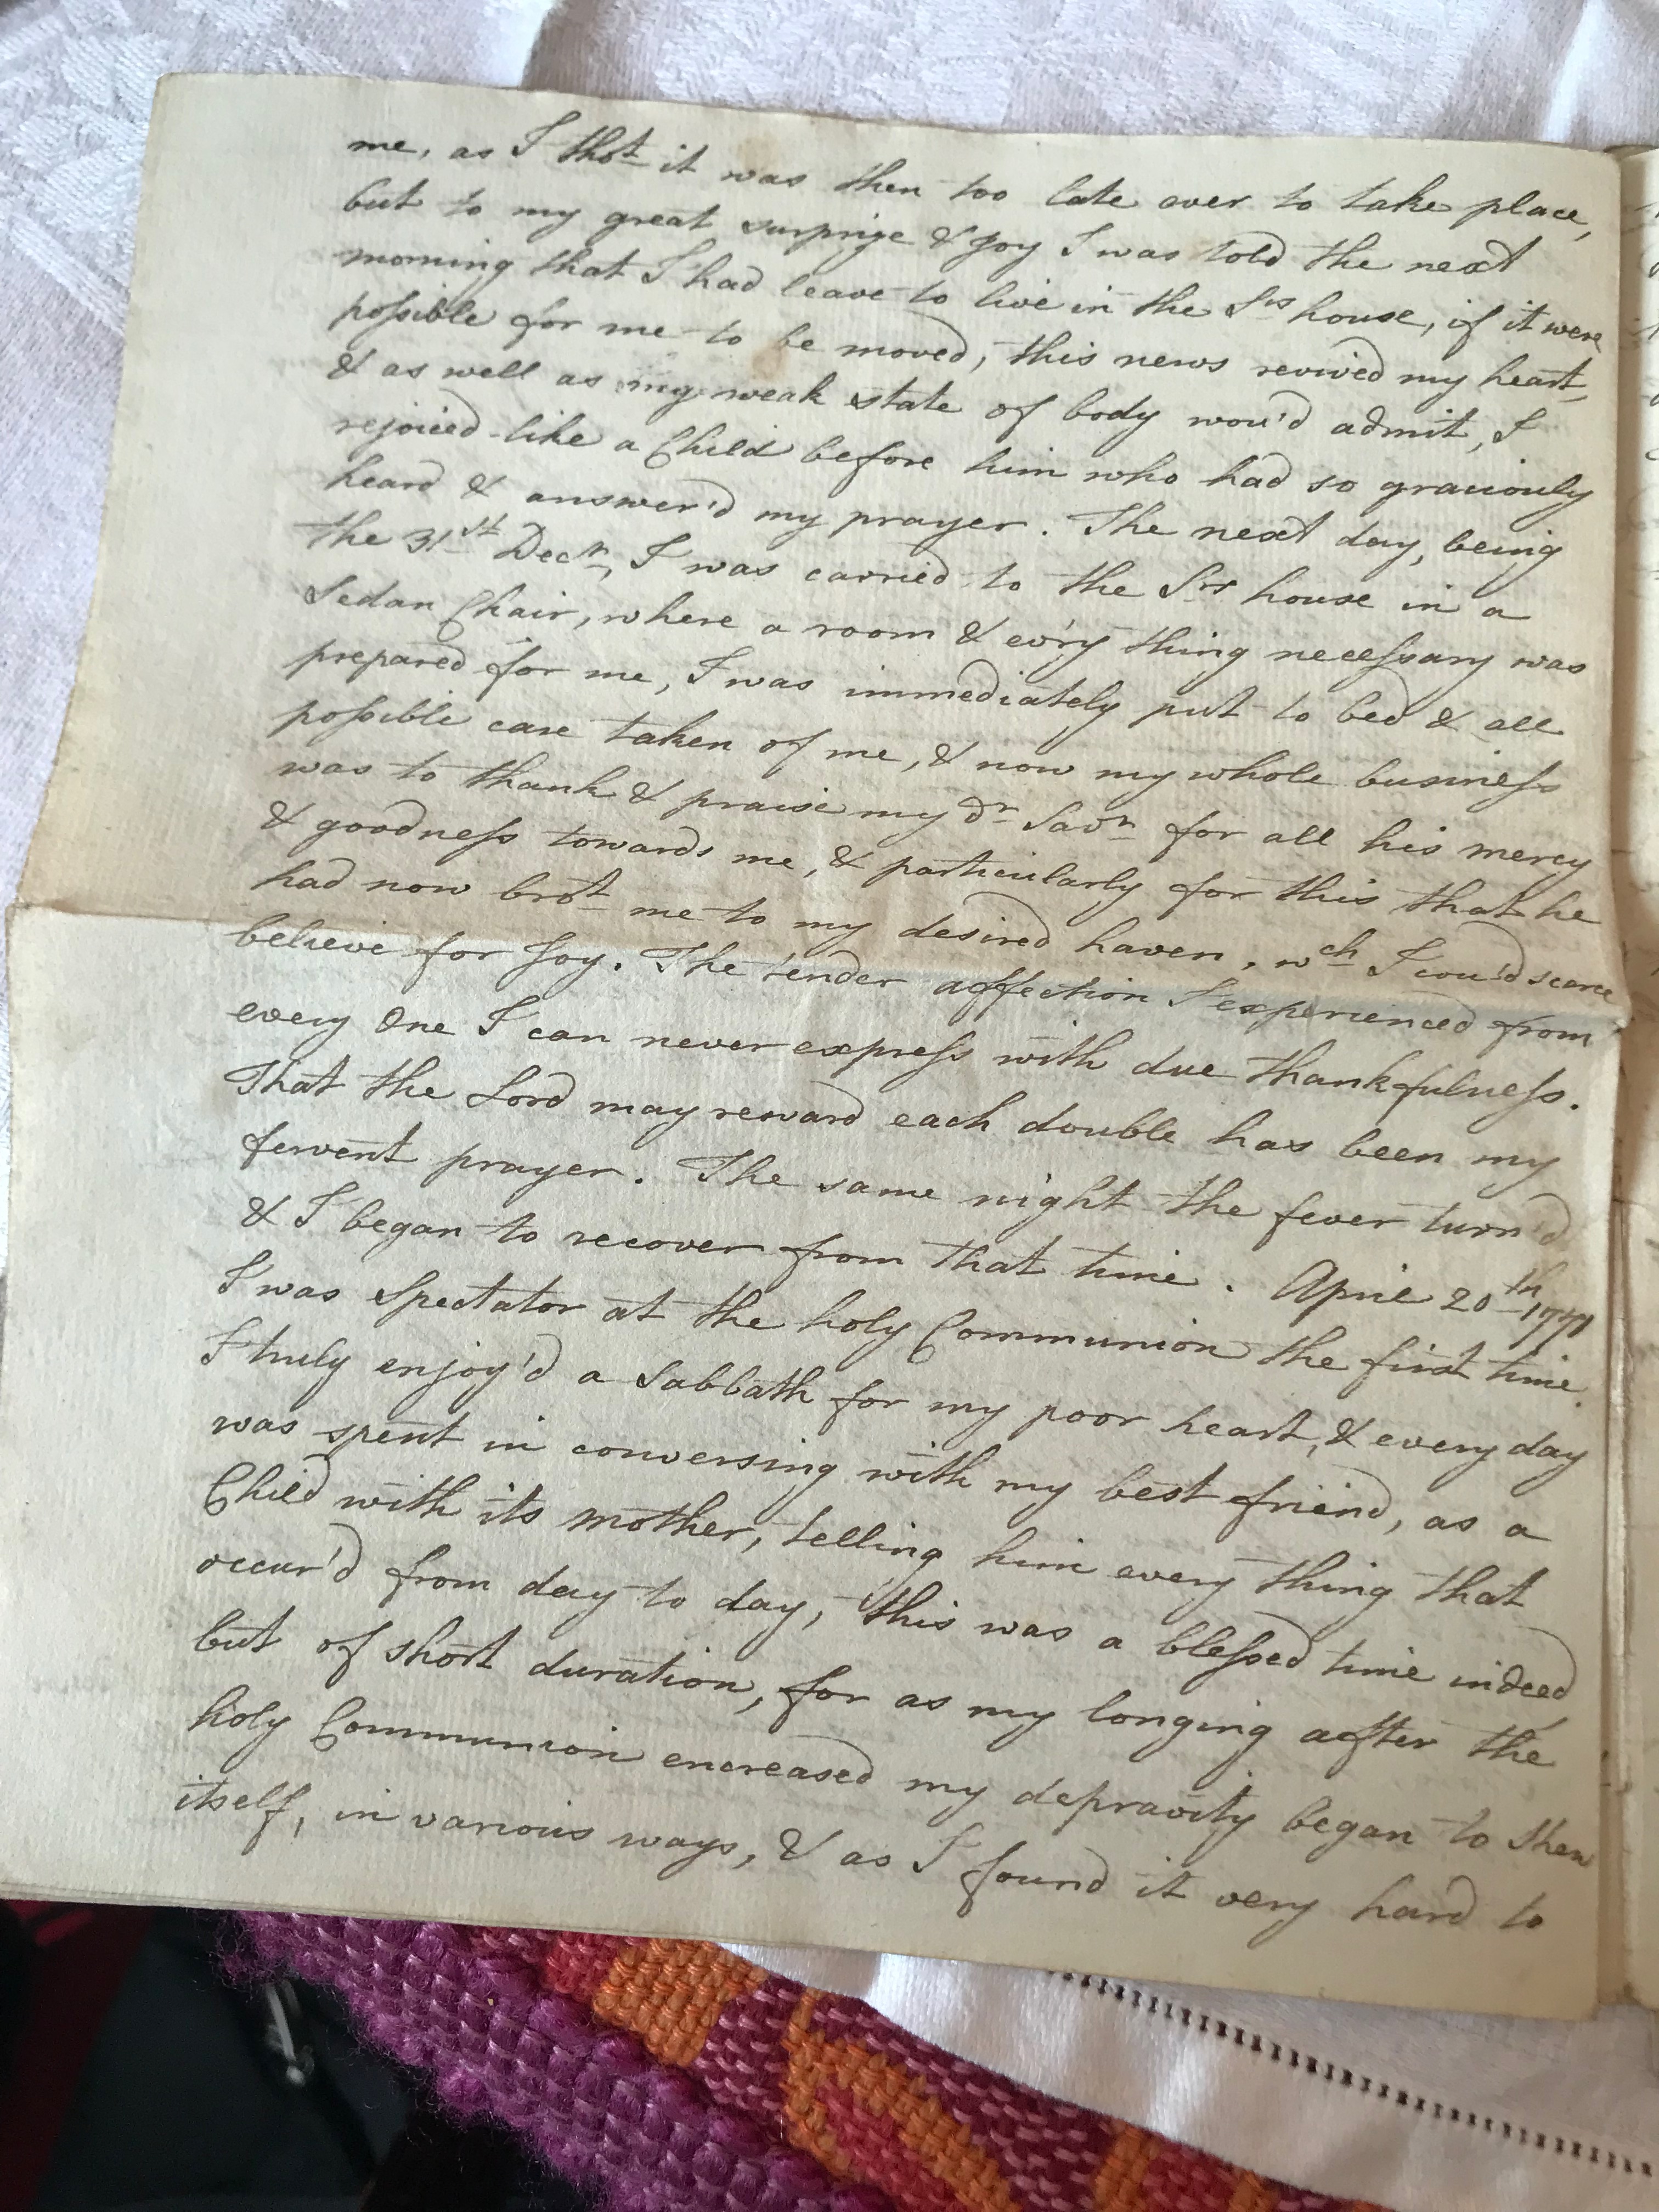 me, as I thot it was then too late ever to take place,
but to my great surprize & Joy I was told the next
morning that I had leave to live in the Srs house, if it were
possible for me to be moved, this news revived my heart,
& as well as my weak state of body wou'd admit, I
rejoiced like a Child before him who had so graciously
heard & answer'd my prayer. The next day, being
the 31st Decr, I was carried to the Srs house in a
Sedan Chair, where a room & ev'ry thing necessary was
prepared for me, I was immediately put to bed & all
possible care taken of me, & now my whole business
was to thank & praise my dr Savr for all his mercy
& goodness towards me, & particularly for this that he
had now brot me to my desired haven, wch I cou'd scarce
believe for Joy. The tender affection I experienced from
every One I can never express with due thankfulness.
That the Lord may reward each double has been my
fervent prayer. The same night the fever turn'd
& I began to recover from that time. April 20th
I was Spectator at the holy Communion the first time
I truly enjoy'd a Sabbath for my poor heart, & every day
was spent in conversing with my best friend, as a
Child with its mother, telling him every thing that
occur'd from day to day, this was a blessed time indeed
but of short duration, for as my longing after the
holy Communion encreased my depravity began to shew
itself, in various ways, & as I found it very hard to